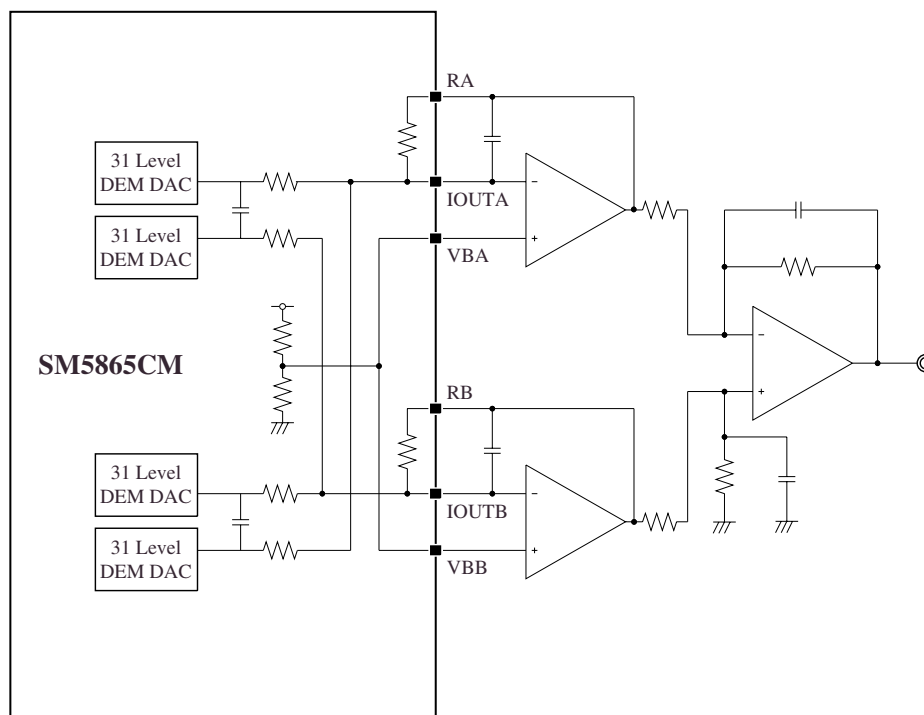 RA
31 Level
DEM DAC
IOUTA
31 Level
DEM DAC
VBA
SM5865CM
RB
31 Level
DEM DAC
IOUTB
31 Level
DEM DAC
VBB
−
+
−
+
−
+